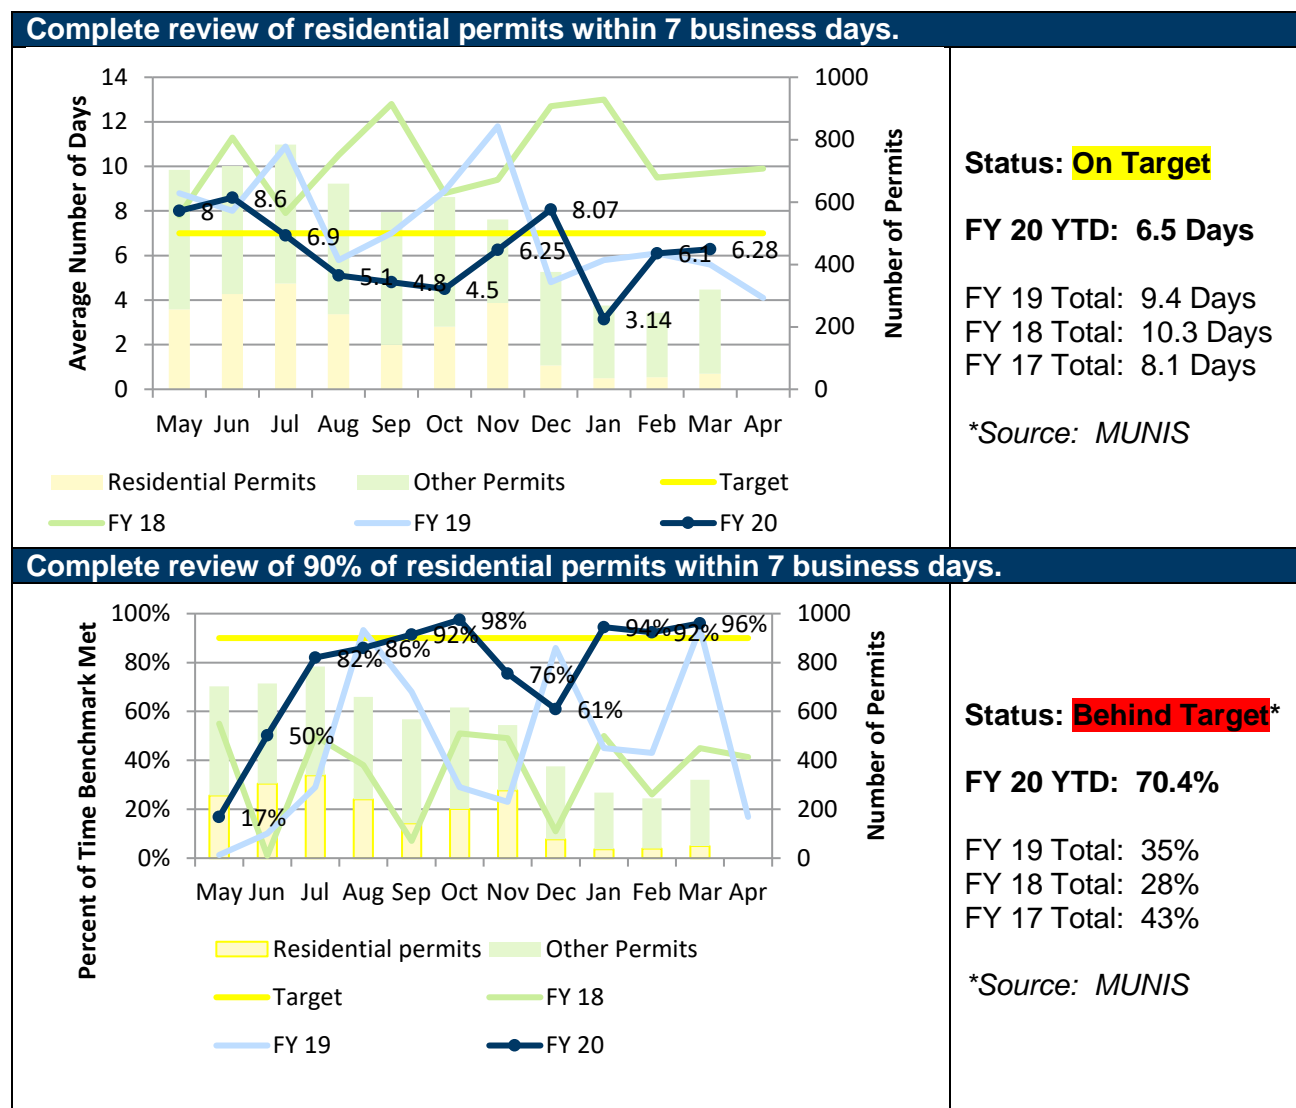 Complete review of residential permits within 7 business days.
14
12
10
8
6
4
2
0
Average Number of Days
1000
800
600
400
200
0
Number of Permits
8
8.6
6.9
5.1
4.8
4.5
6.25
8.07
3.14
6.1
6.28
May Jun Jul Aug Sep Oct Nov Dec Jan Feb Mar Apr
Residential Permits Other Permits Target
FY 18 FY 19 FY 20
Status: On Target
FY 20 YTD: 6.5 Days
FY 19 Total: 9.4 Days
FY 18 Total: 10.3 Days
FY 17 Total: 8.1 Days
*Source: MUNIS
Complete review of 90% of residential permits within 7 business days.
100%
80%
60%
40%
20%
0%
Percent of Time Benchmark Met
1000
800
600
400
200
0
Number of Permits
17%
50%
82%
86%
92%
98%
76%
61%
94%
92%
96%
May Jun Jul Aug Sep Oct Nov Dec Jan Feb Mar Apr
Residential permits Other Permits
Target FY 18
FY 19 FY 20
Status: Behind Target*
FY 20 YTD: 70.4%
FY 19 Total: 35%
FY 18 Total: 28%
FY 17 Total: 43%
*Source: MUNIS